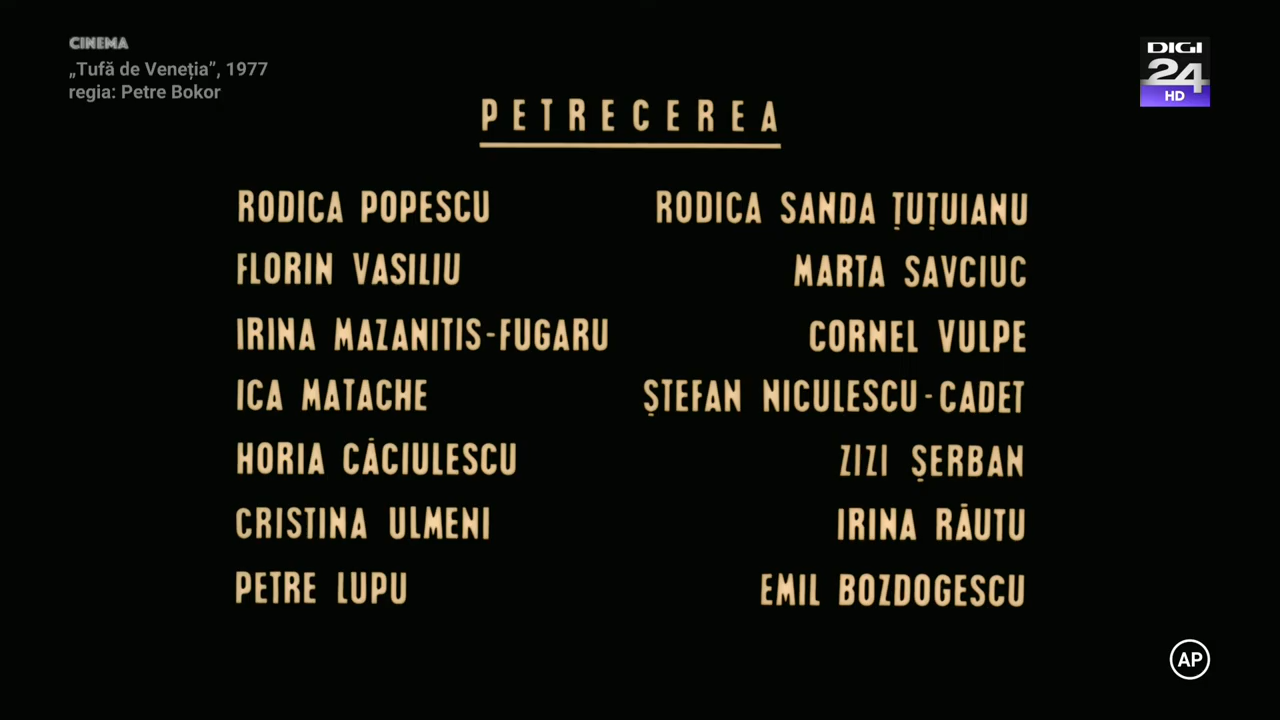 CINEMA
„Tufă de Veneția”, 1977
regia: Petre Bokor
DIGI
24
HD
PETRECEREA
RODICA POPESCU
RODICA SANDA ȚUȚUIANU
FLORIN VASILIU
MARTA SAVCIUC
IRINA MAZANITIS-FUGARU
CORNEL VULPE
ICA MATACHE
ȘTEFAN NICULESCU-CADET
HORIA CĂCIULESCU
ZIZI ȘERBAN
CRISTINA ULMENI
IRINA RĂUTU
PETRE LUPU
EMIL BOZDOGESCU
AP